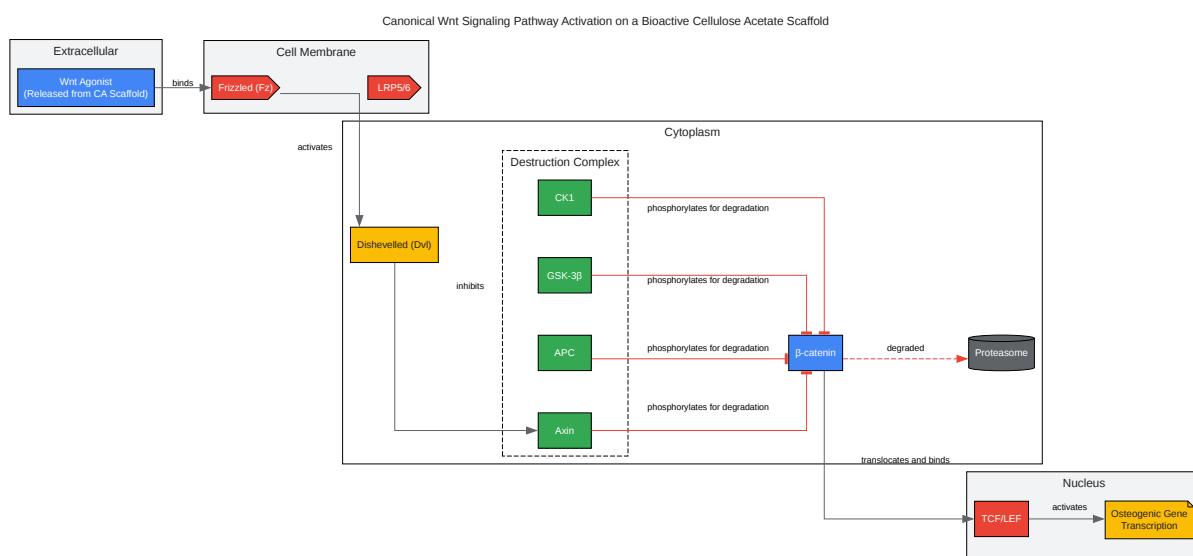 Canonical Wnt Signaling Pathway Activation on a Bioactive Cellulose Acetate Scaffold
Extracellular
Wnt Agonist
(Released from CA Scaffold)
binds
Cell Membrane
Frizzled (Fz)
LRP5/6
activates
Cytoplasm
Dishevelled (Dvl)
inhibits
Destruction Complex
CK1
phosphorylates for degradation
GSK-3β
phosphorylates for degradation
APC
phosphorylates for degradation
Axin
phosphorylates for degradation
β-catenin
degraded
Proteasome
translocates and binds
Nucleus
TCF/LEF
activates
Osteogenic Gene
Transcription